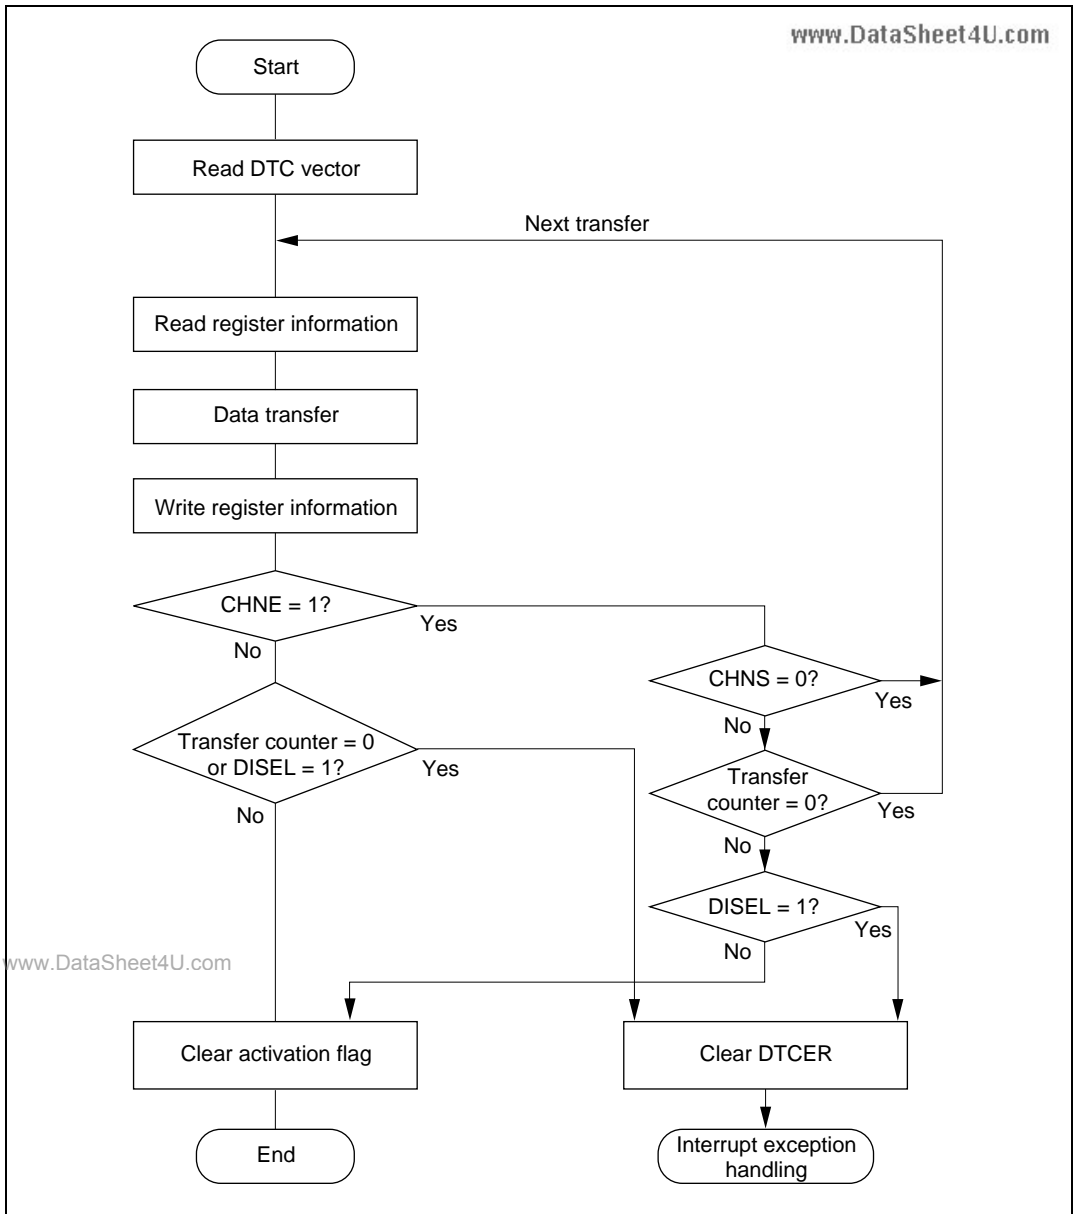 www.DataSheet4U.com
Start
Read DTC vector
Next transfer
Read register information
Data transfer
Write register information
CHNE = 1?
Yes
No
CHNS = 0?
Yes
No
Transfer counter = 0
or DISEL = 1?
Yes
No
Transfer
counter = 0?
Yes
No
DISEL = 1?
Yes
No
www.DataSheet4U.com
Clear activation flag
Clear DTCER
End
Interrupt exception
handling